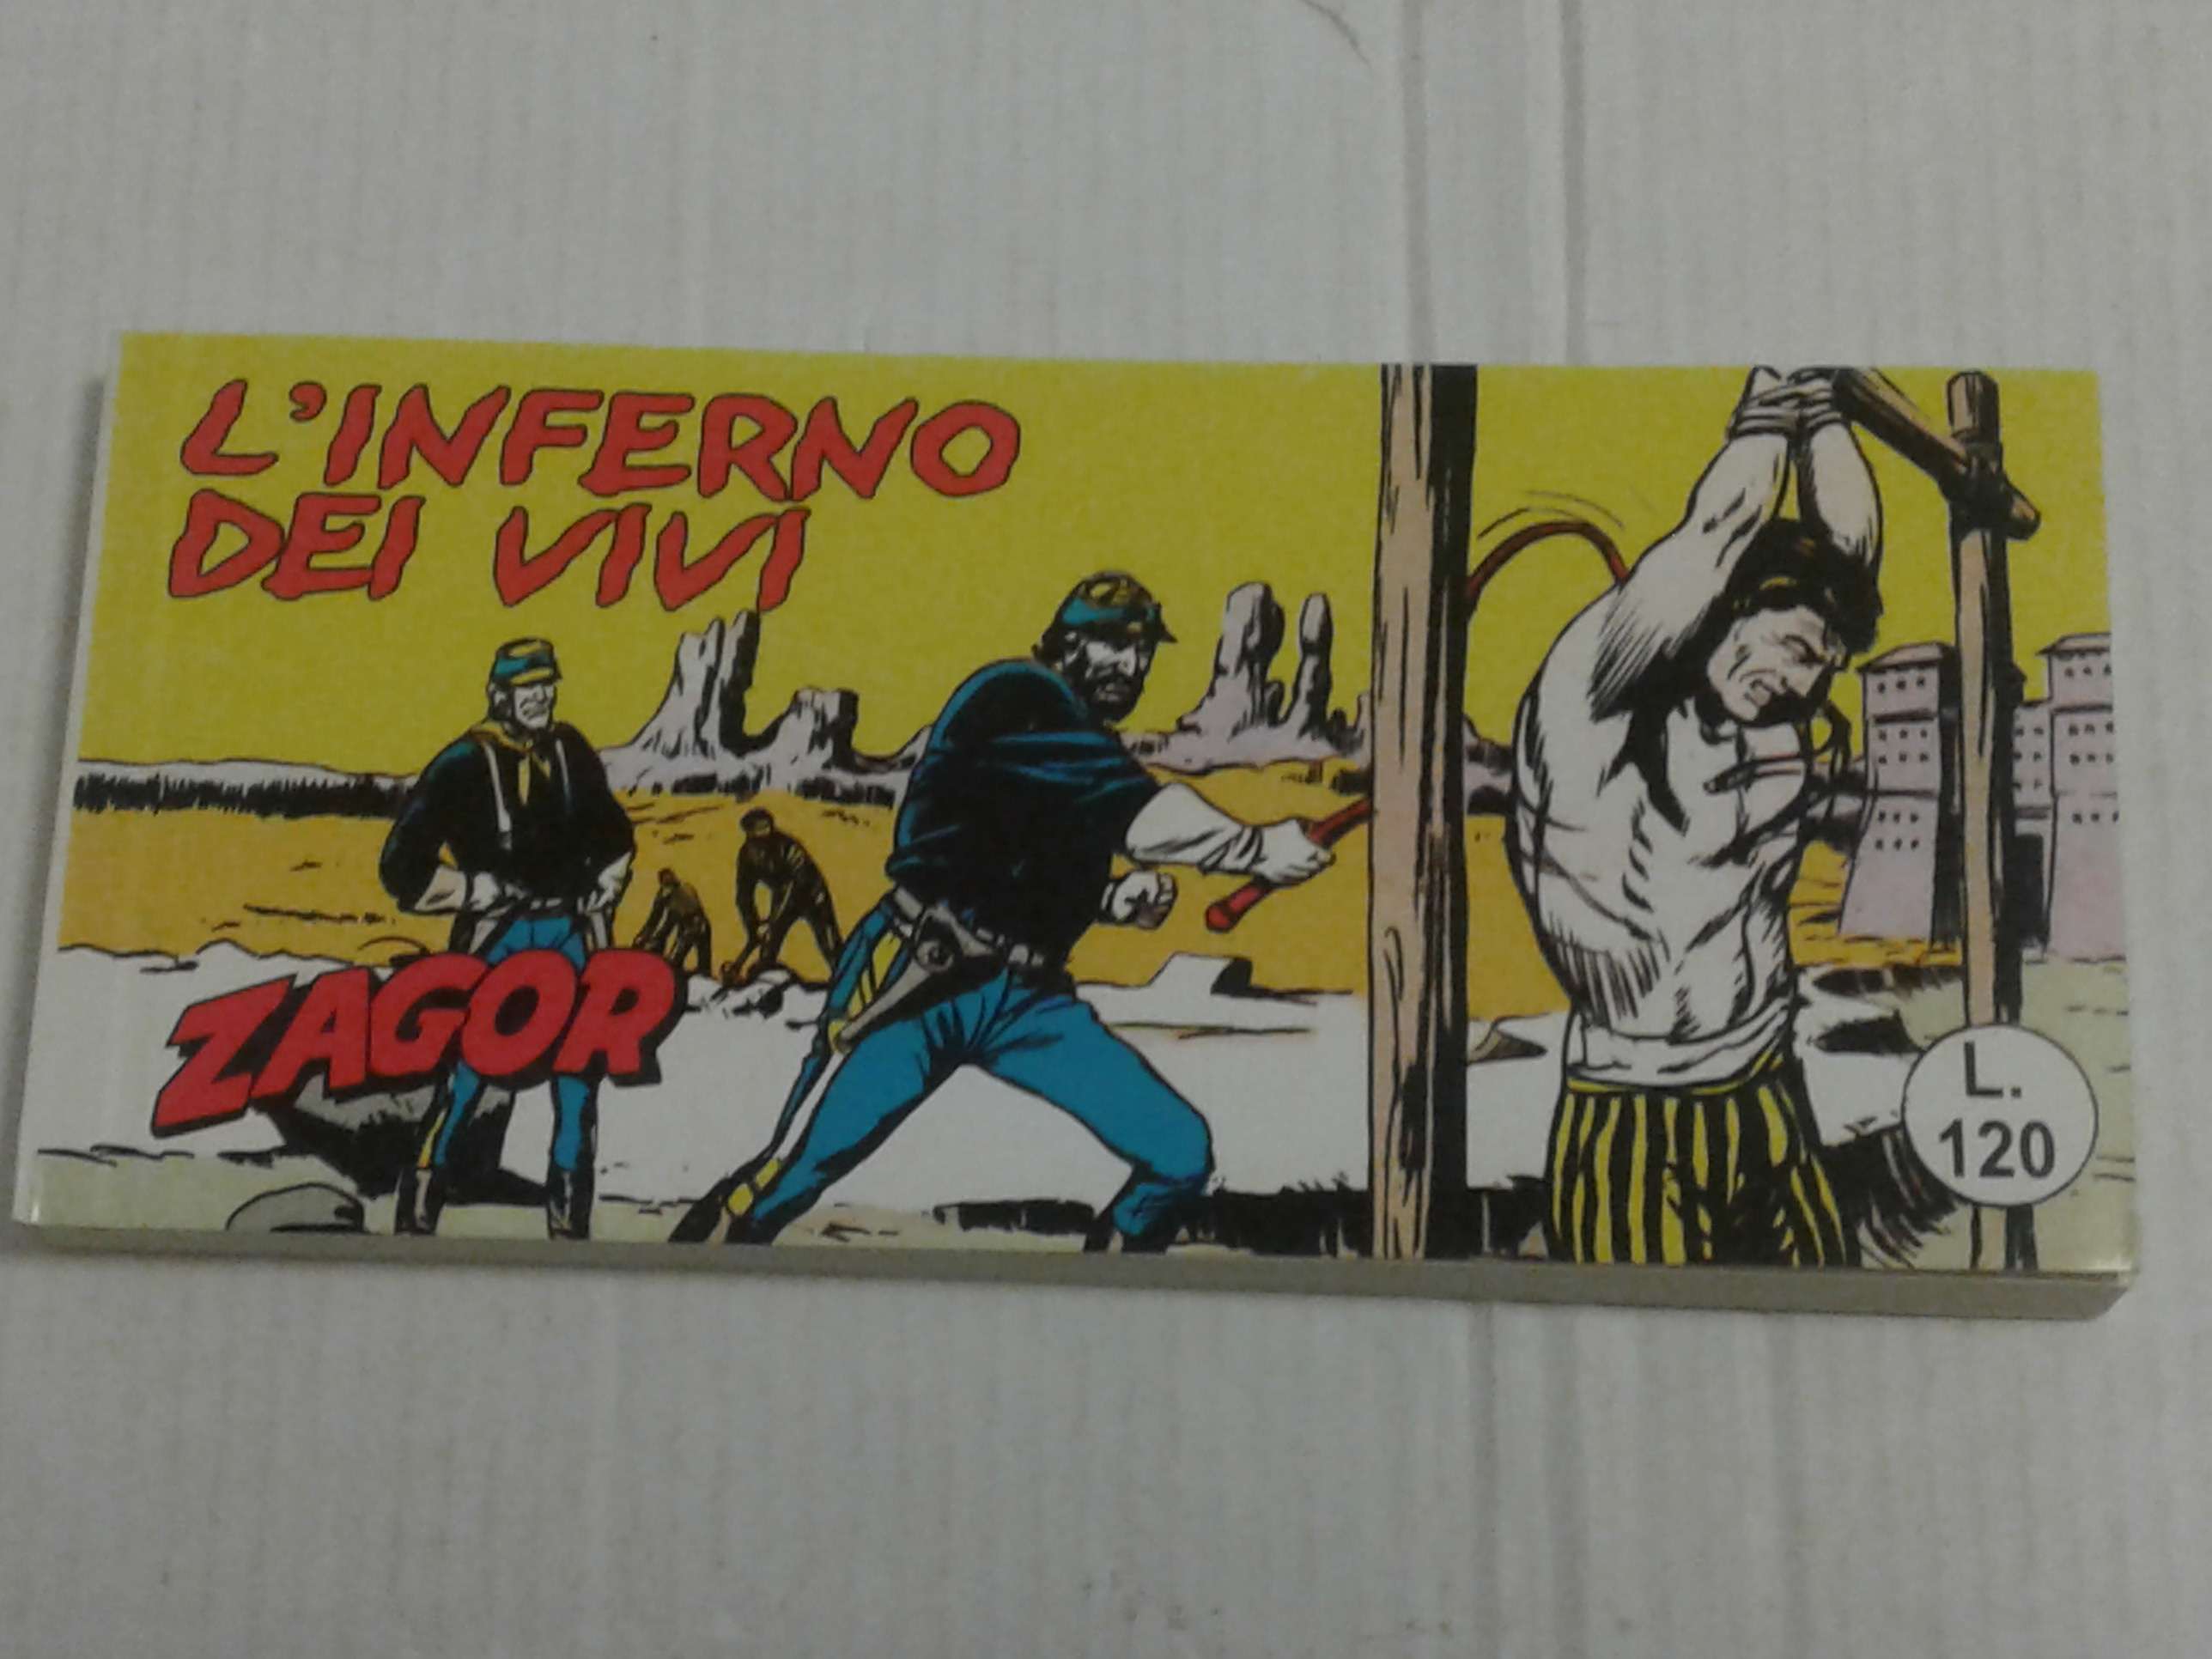 L'INFERNO
DEI VIVI
ZAGOR
L.
120